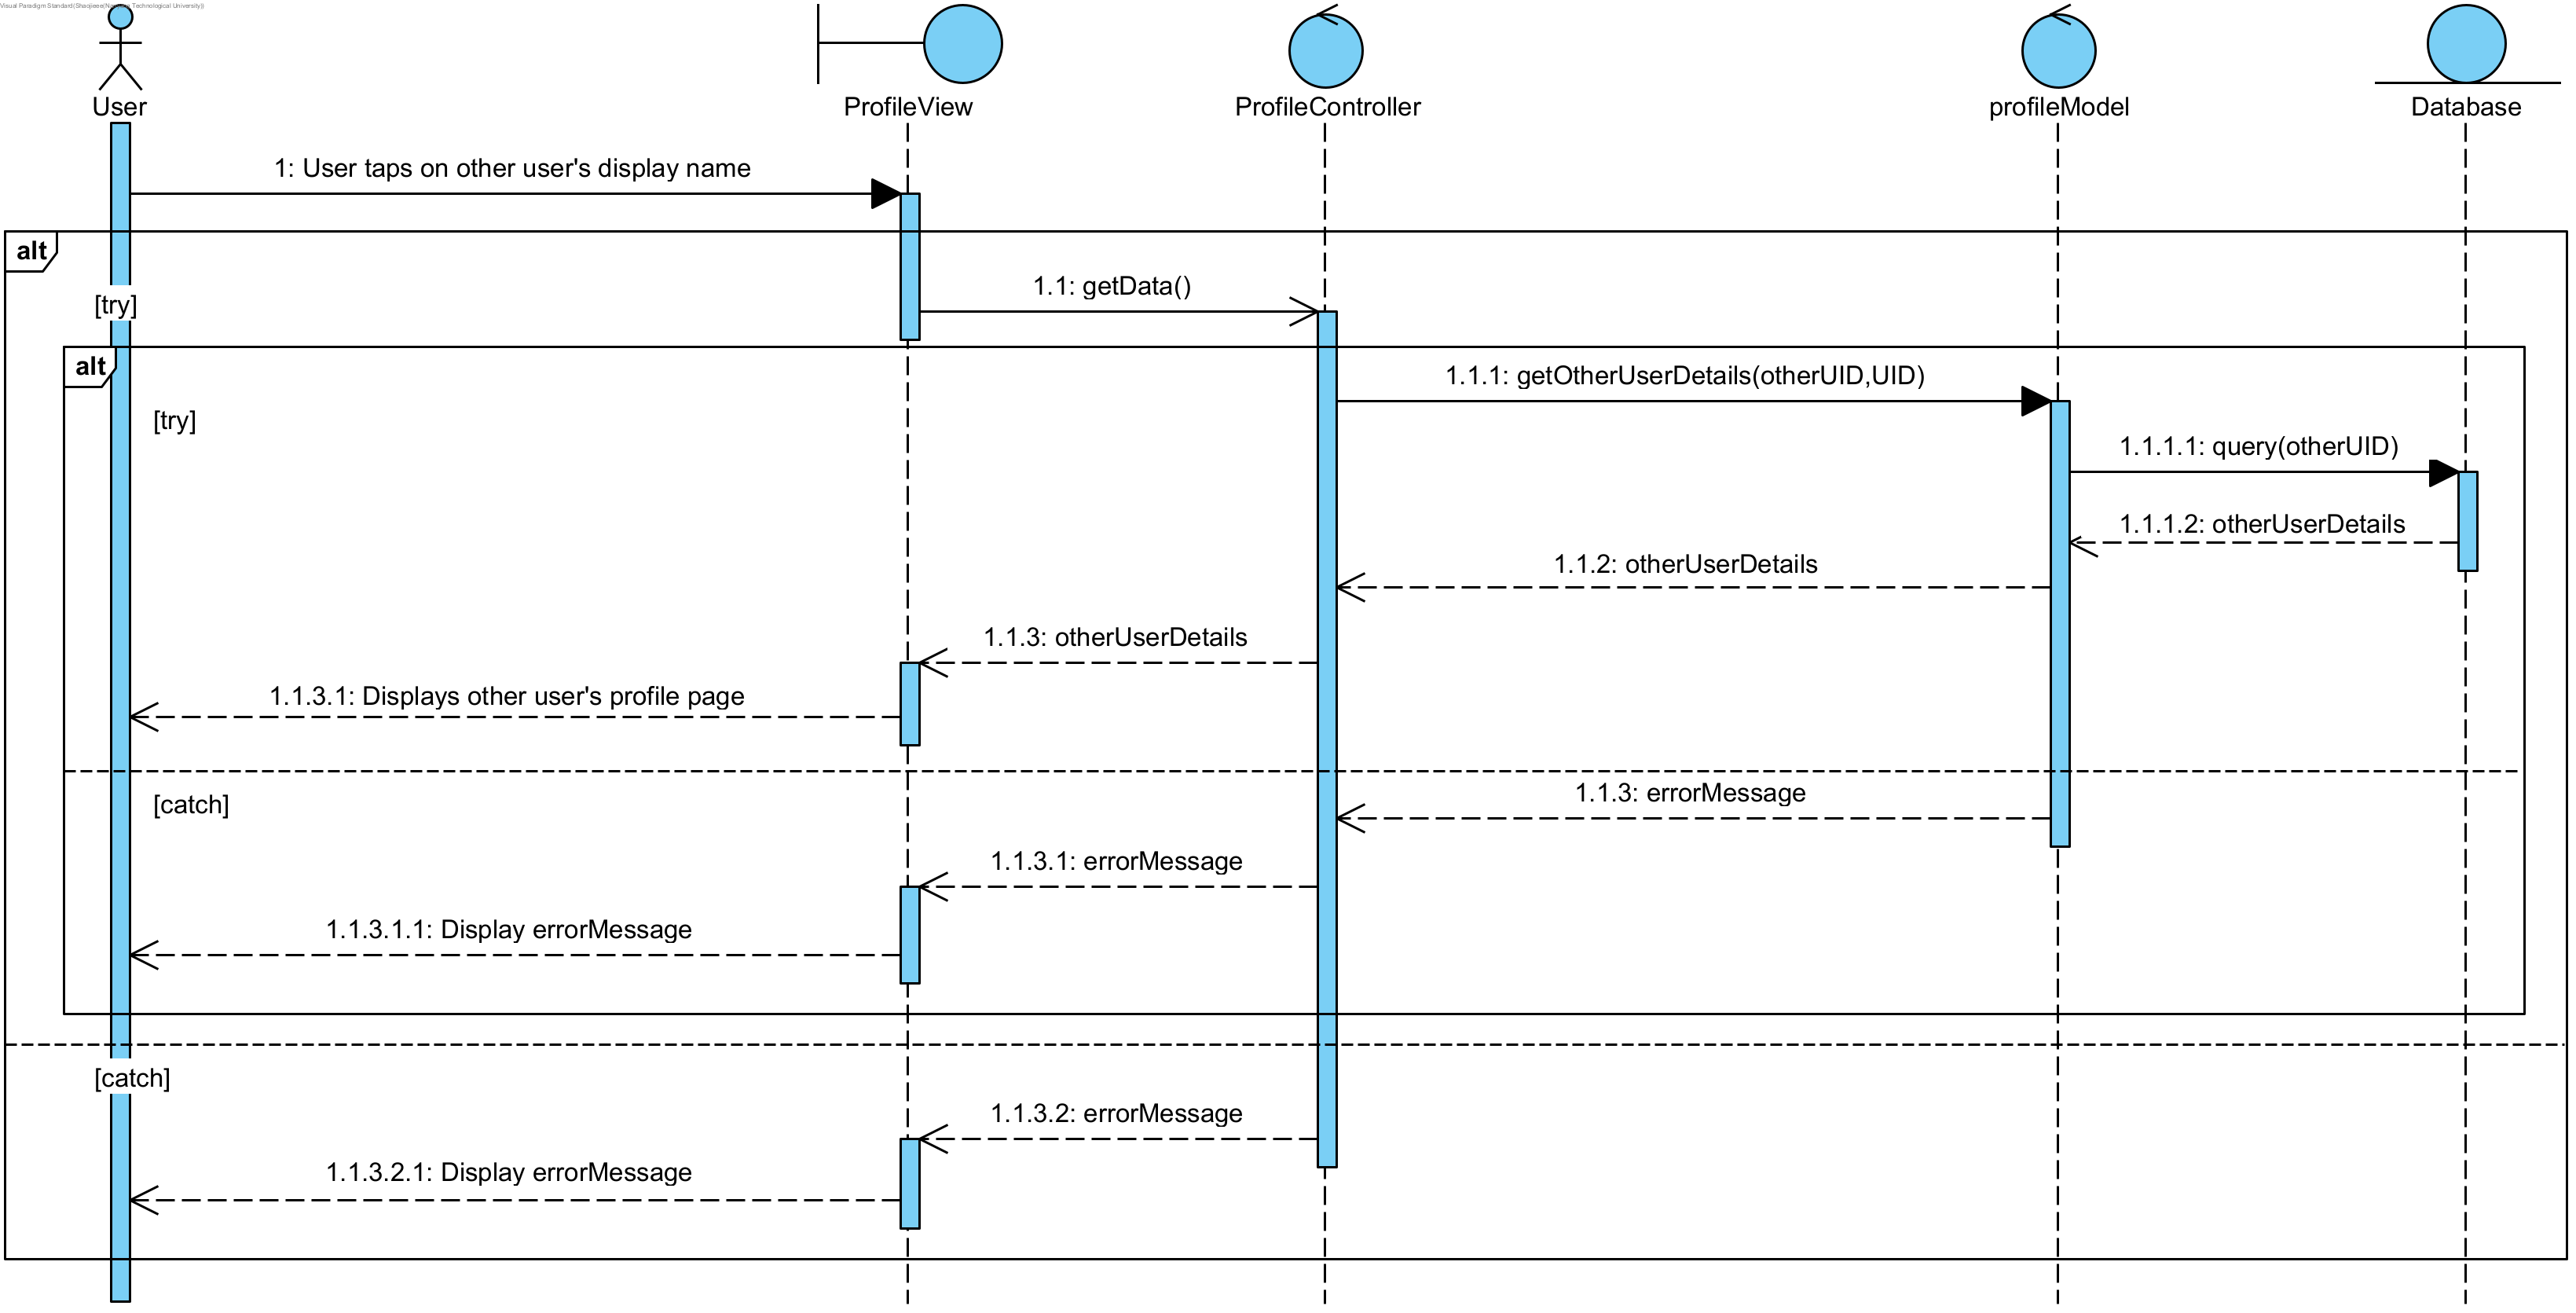 Visual Paradigm Standard(Shaojieee(Nanyang Technological University))
User
ProfileView
ProfileController
profileModel
Database
1: User taps on other user's display name
alt
1.1: getData()
[try]
alt
1.1.1: getOtherUserDetails(otherUID,UID)
[try]
1.1.1.1: query(otherUID)
1.1.1.2: otherUserDetails
1.1.2: otherUserDetails
1.1.3: otherUserDetails
1.1.3.1: Displays other user's profile page
[catch]
1.1.3: errorMessage
1.1.3.1: errorMessage
1.1.3.1.1: Display errorMessage
[catch]
1.1.3.2: errorMessage
1.1.3.2.1: Display errorMessage